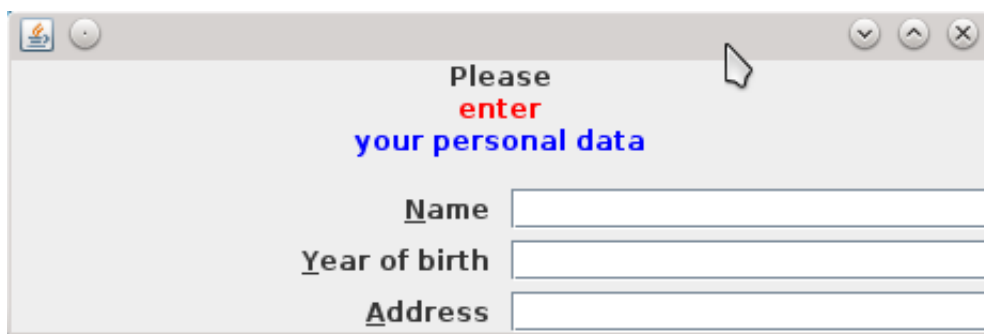 Please
enter
your personal data
Name
Year of birth
Address